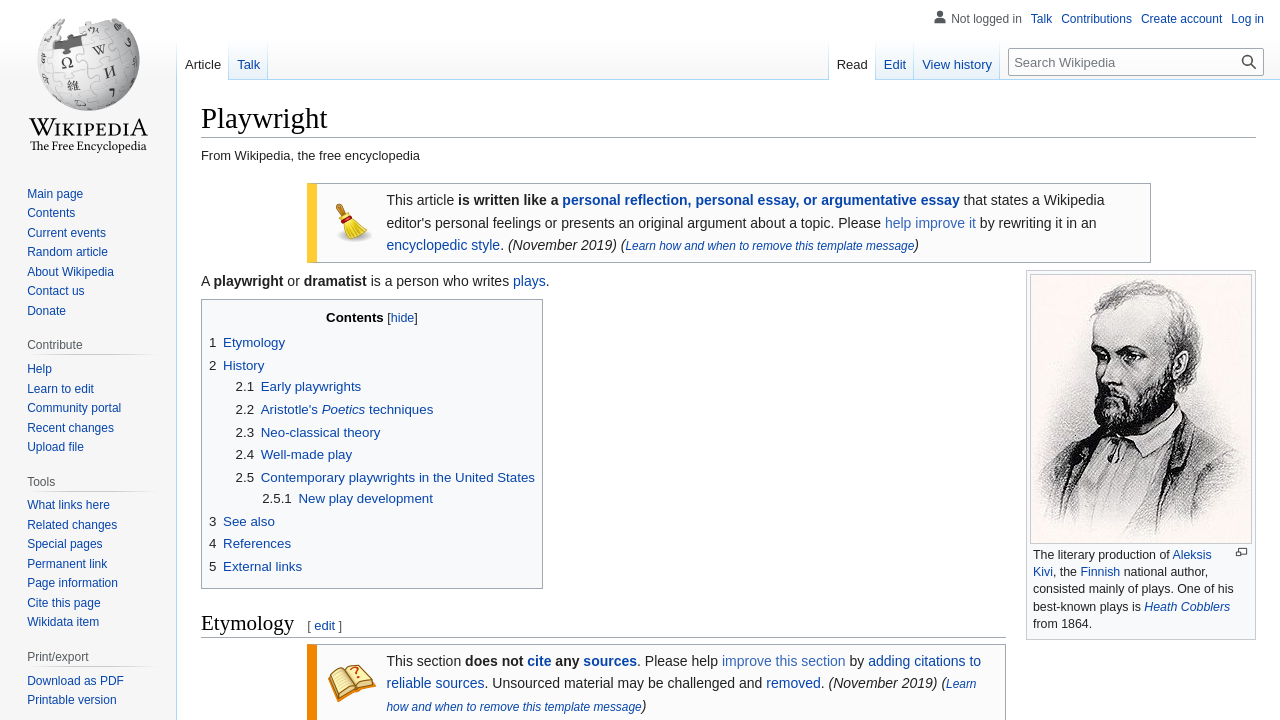 Not logged in Talk Contributions Create account Log in
Article Talk Read Edit View history Search Wikipedia
WIKIPEDIA
The Free Encyclopedia
Main page
Contents
Current events
Random article
About Wikipedia
Contact us
Donate
Contribute
Help
Learn to edit
Community portal
Recent changes
Upload file
Tools
What links here
Related changes
Special pages
Permanent link
Page information
Cite this page
Wikidata item
Print/export
Download as PDF
Printable version
Playwright
From Wikipedia, the free encyclopedia
This article is written like a personal reflection, personal essay, or argumentative essay that states a Wikipedia
editor's personal feelings or presents an original argument about a topic. Please help improve it by rewriting it in an
encyclopedic style. (November 2019) (Learn how and when to remove this template message)
A playwright or dramatist is a person who writes plays.
Contents [hide]
1 Etymology
2 History
2.1 Early playwrights
2.2 Aristotle's Poetics techniques
2.3 Neo-classical theory
2.4 Well-made play
2.5 Contemporary playwrights in the United States
2.5.1 New play development
3 See also
4 References
5 External links
The literary production of Aleksis
Kivi, the Finnish national author,
consisted mainly of plays. One of his
best-known plays is Heath Cobblers
from 1864.
Etymology [ edit ]
This section does not cite any sources. Please help improve this section by adding citations to
reliable sources. Unsourced material may be challenged and removed. (November 2019) (Learn
how and when to remove this template message)